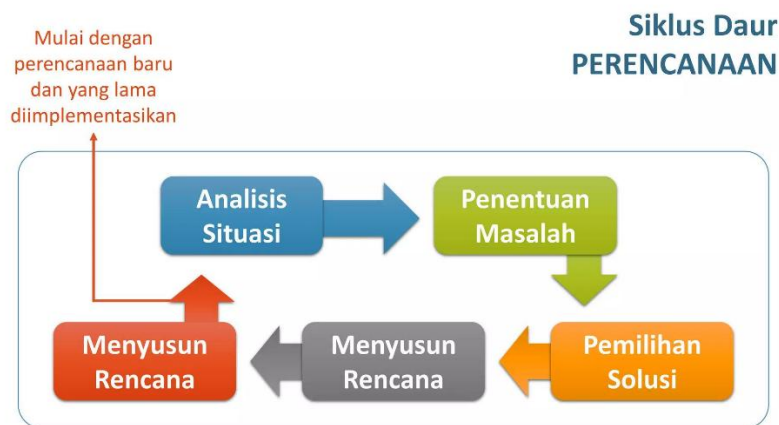 Siklus Daur
PERENCANAAN
Mulai dengan
perencanaan baru
dan yang lama
diimplementasikan
Analisis
Situasi
Penentuan
Masalah
Pemilihan
Solusi
Menyusun
Rencana
Menyusun
Rencana